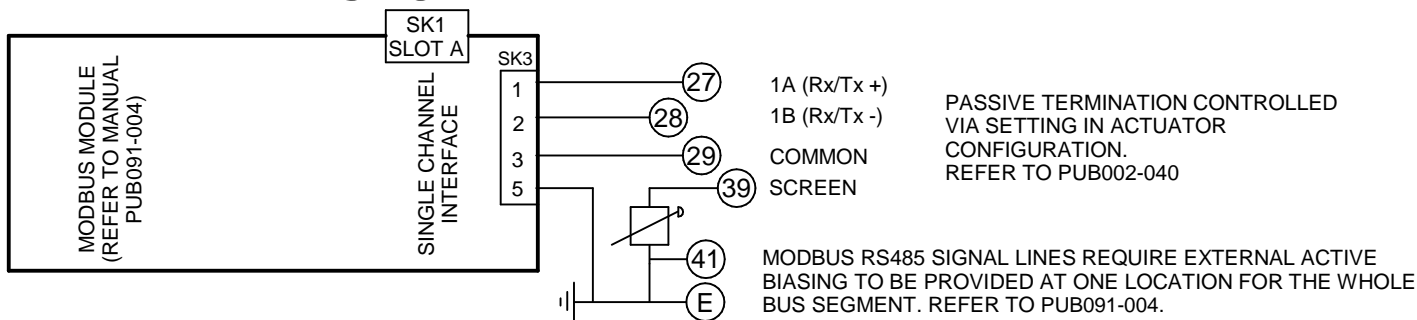 SK1
SLOT A
MODBUS MODULE
(REFER TO MANUAL
PUB091-004)
SINGLE CHANNEL
INTERFACE
SK3
1
2
3
5
27
1A (Rx/Tx +)
28
1B (Rx/Tx -)
29
COMMON
39
SCREEN
PASSIVE TERMINATION CONTROLLED
VIA SETTING IN ACTUATOR
CONFIGURATION.
REFER TO PUB002-040
41
E
MODBUS RS485 SIGNAL LINES REQUIRE EXTERNAL ACTIVE
BIASING TO BE PROVIDED AT ONE LOCATION FOR THE WHOLE
BUS SEGMENT. REFER TO PUB091-004.